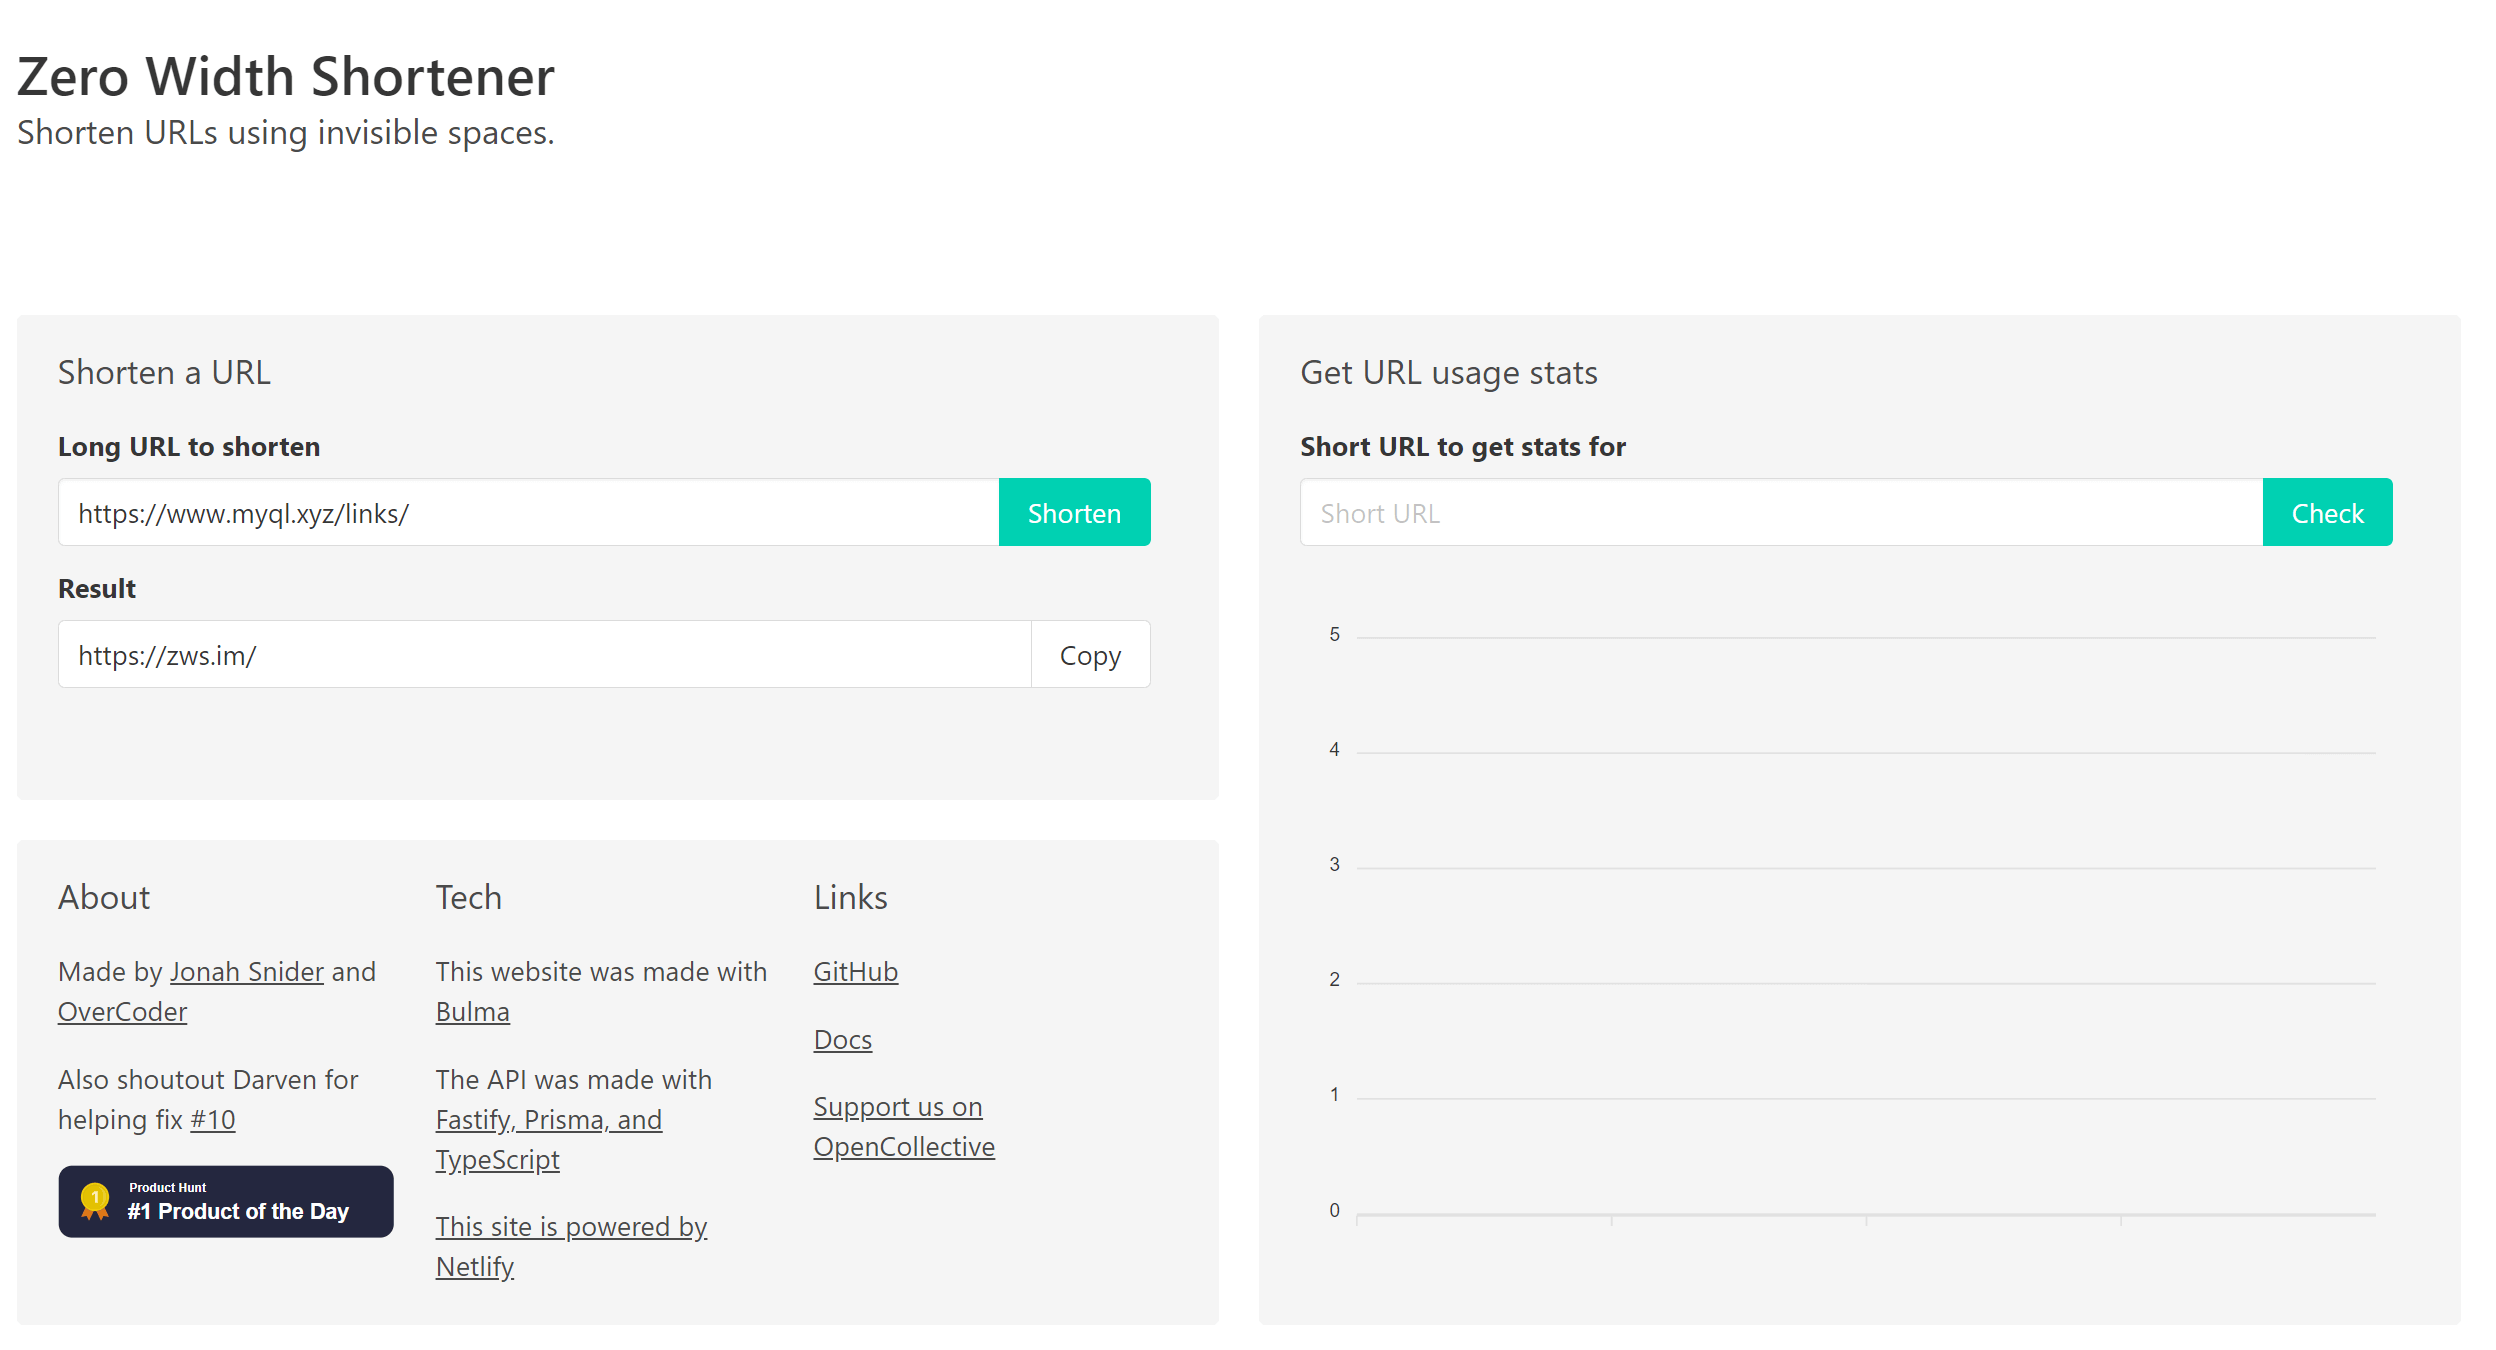 Zero Width Shortener
Shorten URLs using invisible spaces.
Shorten a URL
Long URL to shorten
https://www.myql.xyz/links/
Shorten
Result
https://zws.im/
Copy
Get URL usage stats
Short URL to get stats for
Short URL
Check
5
4
3
2
1
0
About
Made by Jonah Snider and
OverCoder
Also shoutout Darven for
helping fix #10
1
Product Hunt
#1 Product of the Day
Tech
This website was made with
Bulma
The API was made with
Fastify, Prisma, and
TypeScript
This site is powered by
Netlify
Links
GitHub
Docs
Support us on
OpenCollective